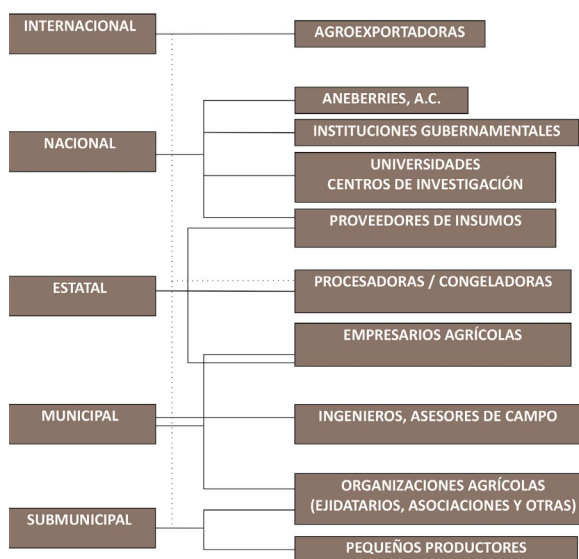 INTERNACIONAL
AGROEXPORTADORAS
ANEBERRIES, A.C.
NACIONAL
INSTITUCIONES GUBERNAMENTALES
UNIVERSIDADES
CENTROS DE INVESTIGACIÓN
PROVEEDORES DE INSUMOS
ESTATAL
PROCESADORAS / CONGELADORAS
EMPRESARIOS AGRÍCOLAS
MUNICIPAL
INGENIEROS, ASESORES DE CAMPO
ORGANIZACIONES AGRÍCOLAS
(EJIDATARIOS, ASOCIACIONES Y OTRAS)
SUBMUNICIPAL
PEQUEÑOS PRODUCTORES